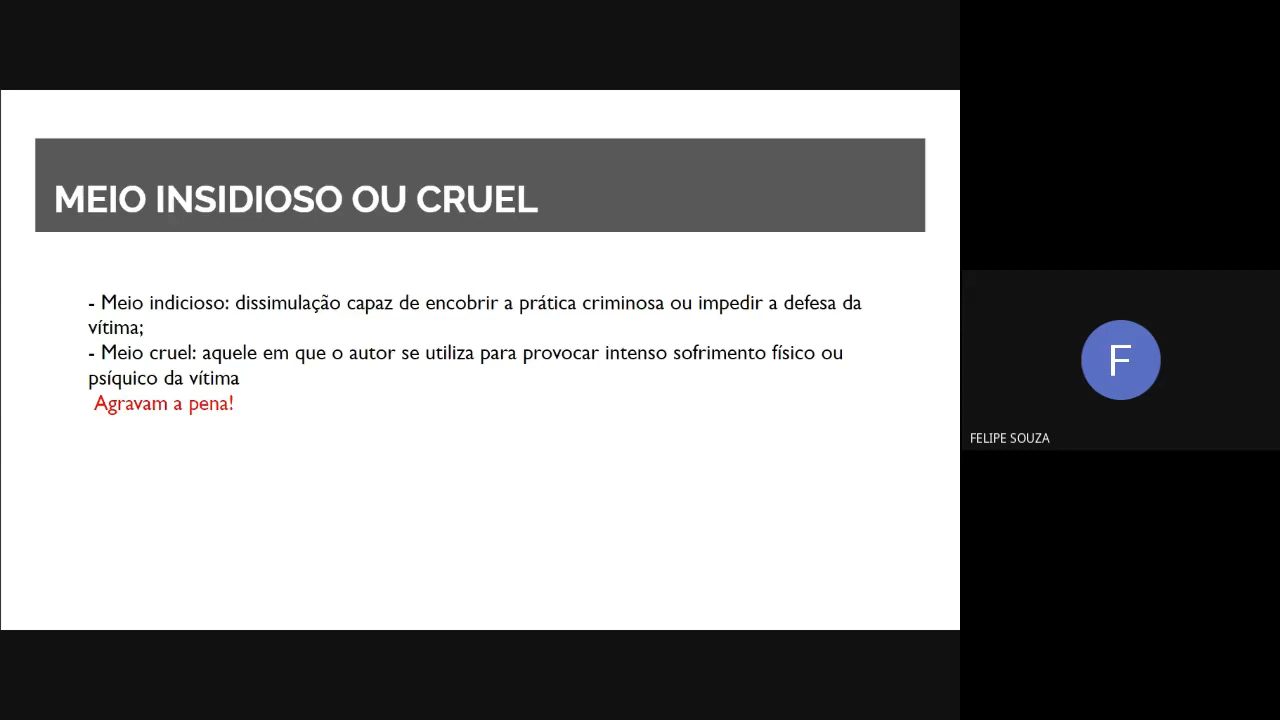 MEIO INSIDIOSO OU CRUEL
- Meio indicioso: dissimulação capaz de encobrir a prática criminosa ou impedir a defesa da
vítima;
- Meio cruel: aquele em que o autor se utiliza para provocar intenso sofrimento físico ou
psíquico da vítima
Agravam a pena!
F
FELIPE SOUZA